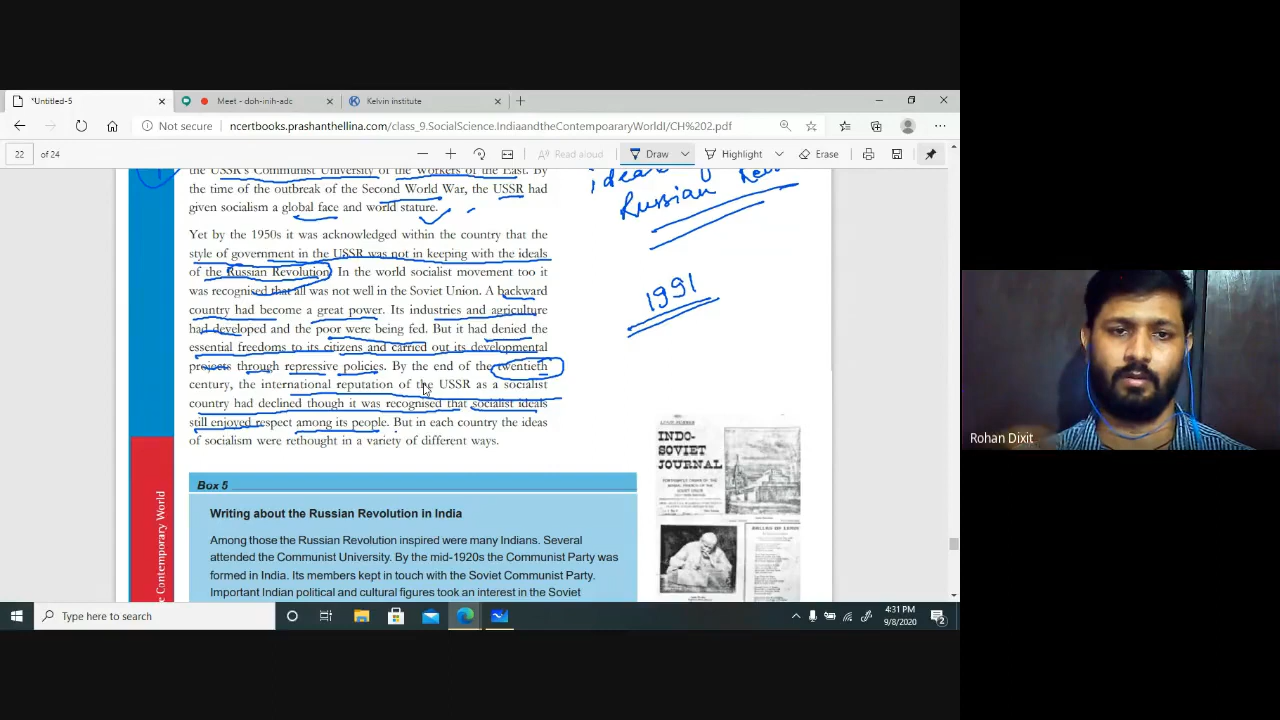 *Untitled-5
Meet - doh-inih-adc
Kelvin institute
Not secure
ncertbooks.prashanthellina.com/class_9.SocialScience.IndiaandtheContempoararyWorldI/CH%202.pdf
22 of 24
Read aloud
Draw
Highlight
Erase
the USSR's Communist University of the Workers of the East. By
the time of the outbreak of the Second World War, the USSR had
given socialism a global face and world stature.
Yet by the 1950s it was acknowledged within the country that the
style of government in the USSR was not in keeping with the ideals
of the Russian Revolution. In the world socialist movement too it
was recognised that all was not well in the Soviet Union. A backward
country had become a great power. Its industries and agriculture
had developed and the poor were being fed. But it had denied the
essential freedoms to its citizens and carried out its developmental
projects through repressive policies. By the end of the twentieth
century, the international reputation of the USSR as a socialist
country had declined though it was recognised that socialist ideals
still enjoyed respect among its people. But in each country the ideas
of socialism were rethought in a variety of different ways.
Russian
1991
Box 5
Writing about the Russian Revolution in India
Among those the Russian Revolution inspired were many Indians. Several
attended the Communist University. By the mid-1920s the Communist Party was
formed in India. Its members kept in touch with the Soviet Communist Party.
Important Indian political and cultural figures took an interest in the Soviet
INDO-
SOVIET
JOURNAL
Contemporary World
Rohan Dixit
Type here to search
4:31 PM
9/8/2020
2